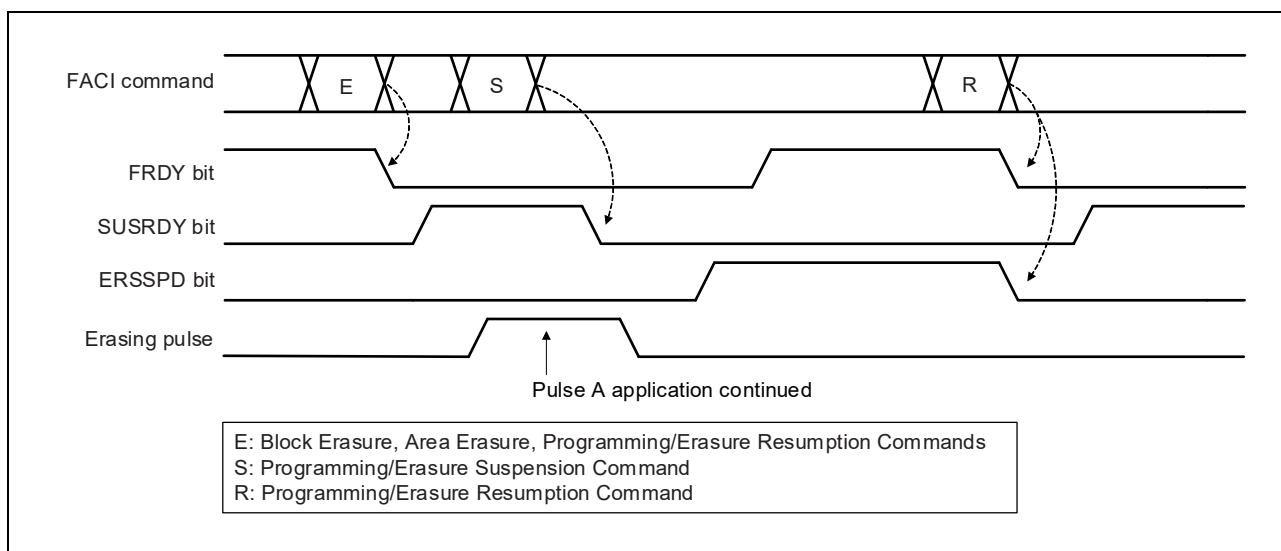 FACI command
E
S
R
FRDY bit
SUSRDY bit
ERSSPD bit
Erasing pulse
Pulse A application continued
E: Block Erasure, Area Erasure, Programming/Erasure Resumption Commands
S: Programming/Erasure Suspension Command
R: Programming/Erasure Resumption Command